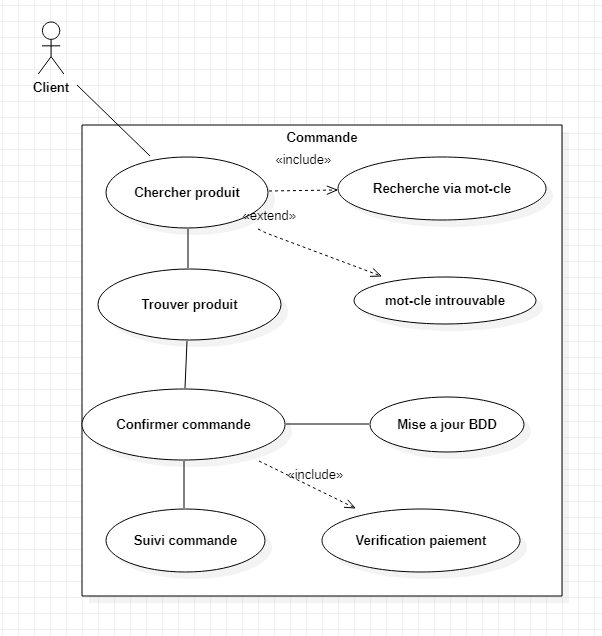 Client
Commande
«include»
Chercher produit
Recherche via mot-cle
«extend»
Trouver produit
mot-cle introuvable
Confirmer commande
Mise a jour BDD
«include»
Suivi commande
Verification paiement